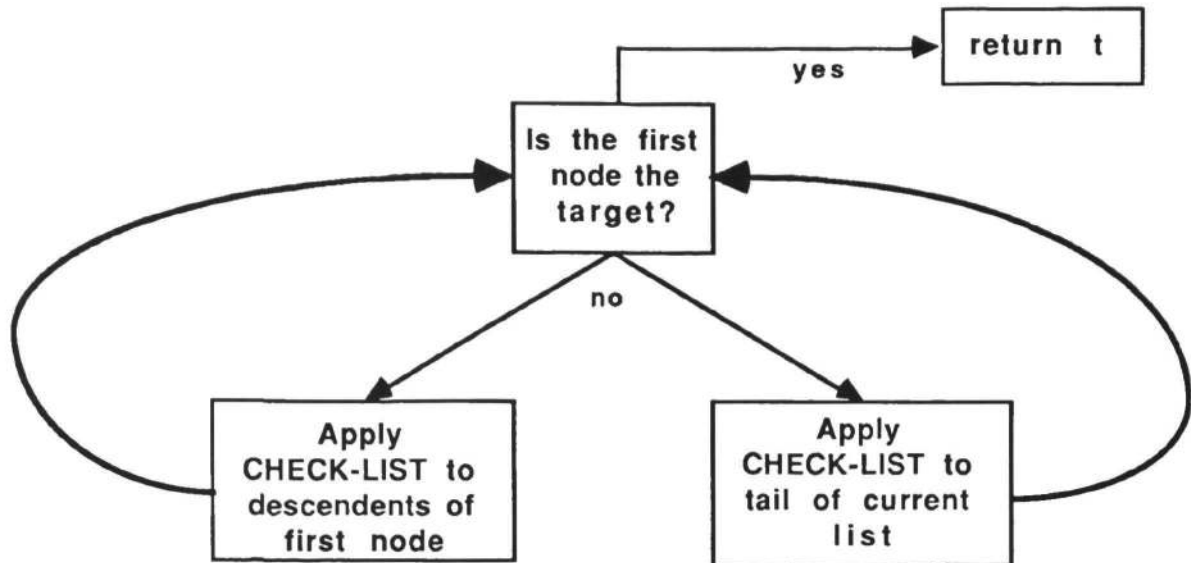 return t
yes
Is the first
node the
target?
no
Apply
CHECK-LIST to
descendents of
first node
Apply
CHECK-LIST to
tail of current
list